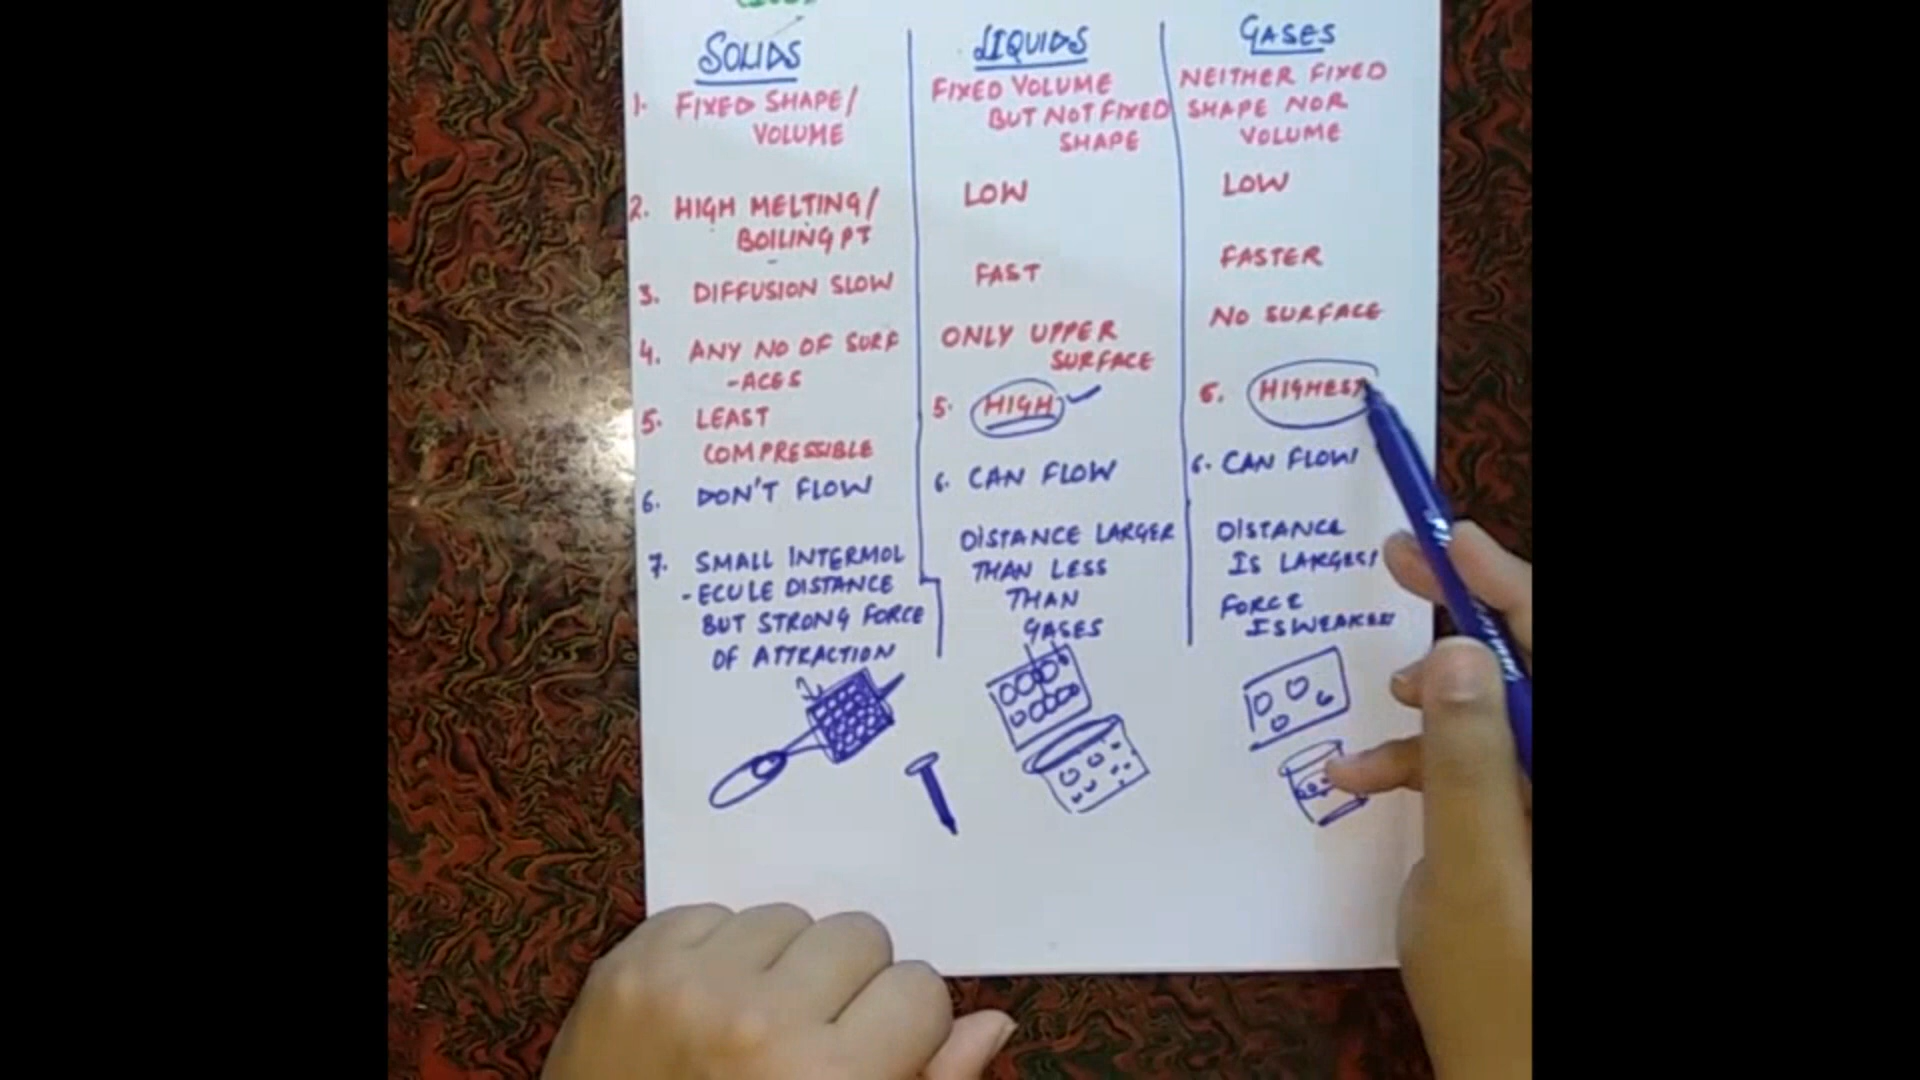 SOLIDS
1. FIXED SHAPE/
VOLUME
2. HIGH MELTING/
BOILING PT
3. DIFFUSION SLOW
4. ANY NO OF SURF
-ACES
5. LEAST
COMPRESSIBLE
6. DON'T FLOW
7. SMALL INTERMOL
-ECULE DISTANCE
BUT STRONG FORCE
OF ATTRACTION
LIQUIDS
FIXED VOLUME
BUT NOT FIXED
SHAPE
LOW
FAST
ONLY UPPER
SURFACE
5. HIGH
6. CAN FLOW
DISTANCE LARGER
THAN LESS
THAN
GASES
GASES
NEITHER FIXED
SHAPE NOR
VOLUME
LOW
FASTER
NO SURFACE
5. HIGHEST
6. CAN FLOW
DISTANCE
IS LARGEST
FORCE
IS WEAKEST